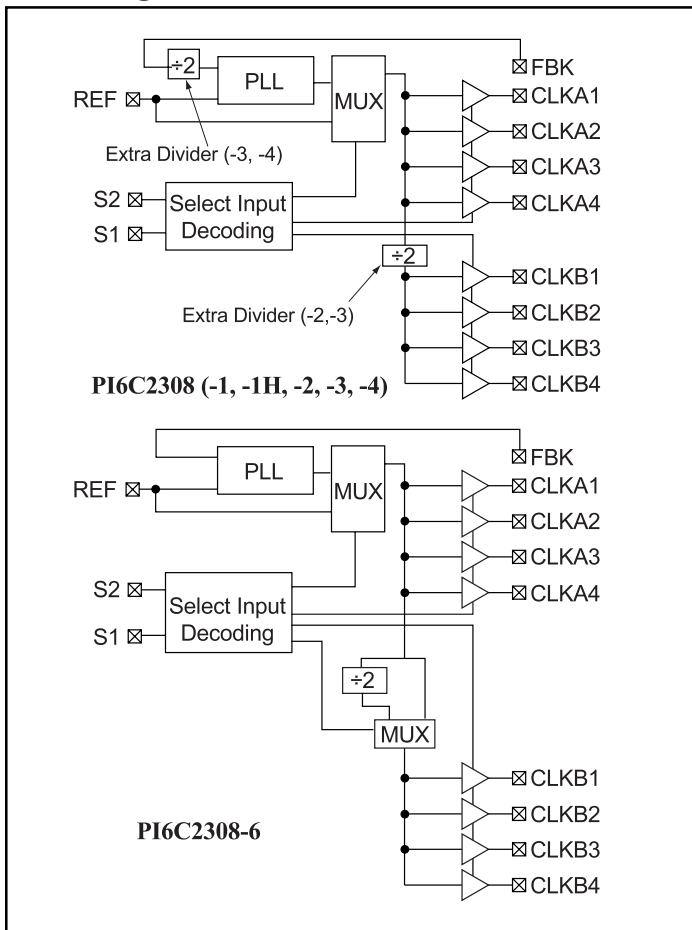 ÷2
PLL
MUX
FBK
REF
CLKA1
CLKA2
Extra Divider (-3, -4)
CLKA3
S2
Select Input
Decoding
CLKA4
S1
÷2
CLKB1
Extra Divider (-2,-3)
CLKB2
CLKB3
PI6C2308 (-1, -1H, -2, -3, -4)
CLKB4
FBK
PLL
MUX
REF
CLKA1
CLKA2
CLKA3
S2
Select Input
Decoding
CLKA4
S1
÷2
MUX
CLKB1
CLKB2
PI6C2308-6
CLKB3
CLKB4